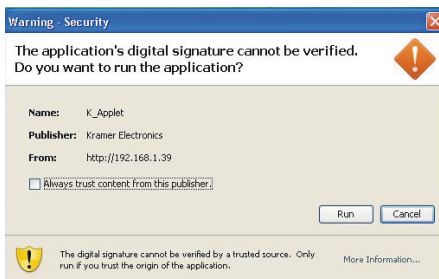 Warning - Security
The application's digital signature cannot be verified.
Do you want to run the application?
Name: K_Applet
Publisher: Kramer Electronics
From: http://192.168.1.39
Always trust content from this publisher.
Run Cancel
The digital signature cannot be verified by a trusted source. Only
run if you trust the origin of the application.
More Information...